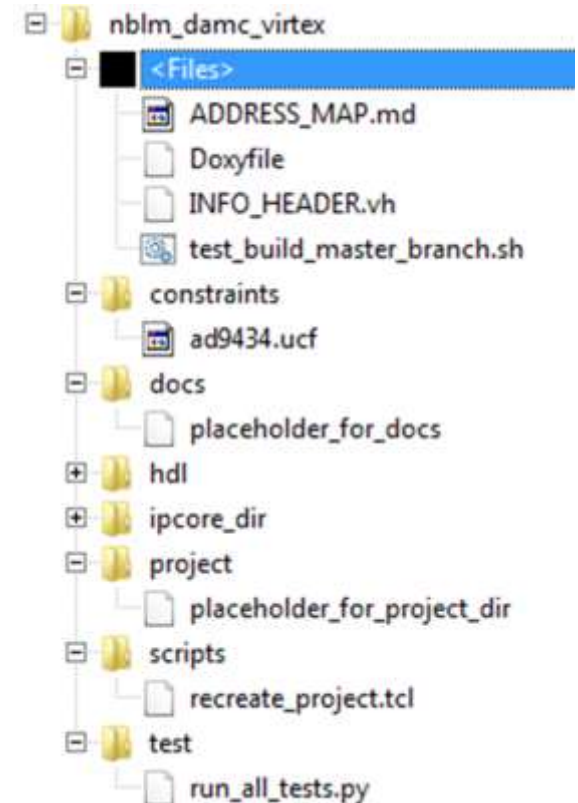 nblm_damc_virtex
<Files>
ADDRESS_MAP.md
Doxyfile
INFO_HEADER.vh
test_build_master_branch.sh
constraints
ad9434.ucf
docs
placeholder_for_docs
hdl
ipcore_dir
project
placeholder_for_project_dir
scripts
recreate_project.tcl
test
run_all_tests.py